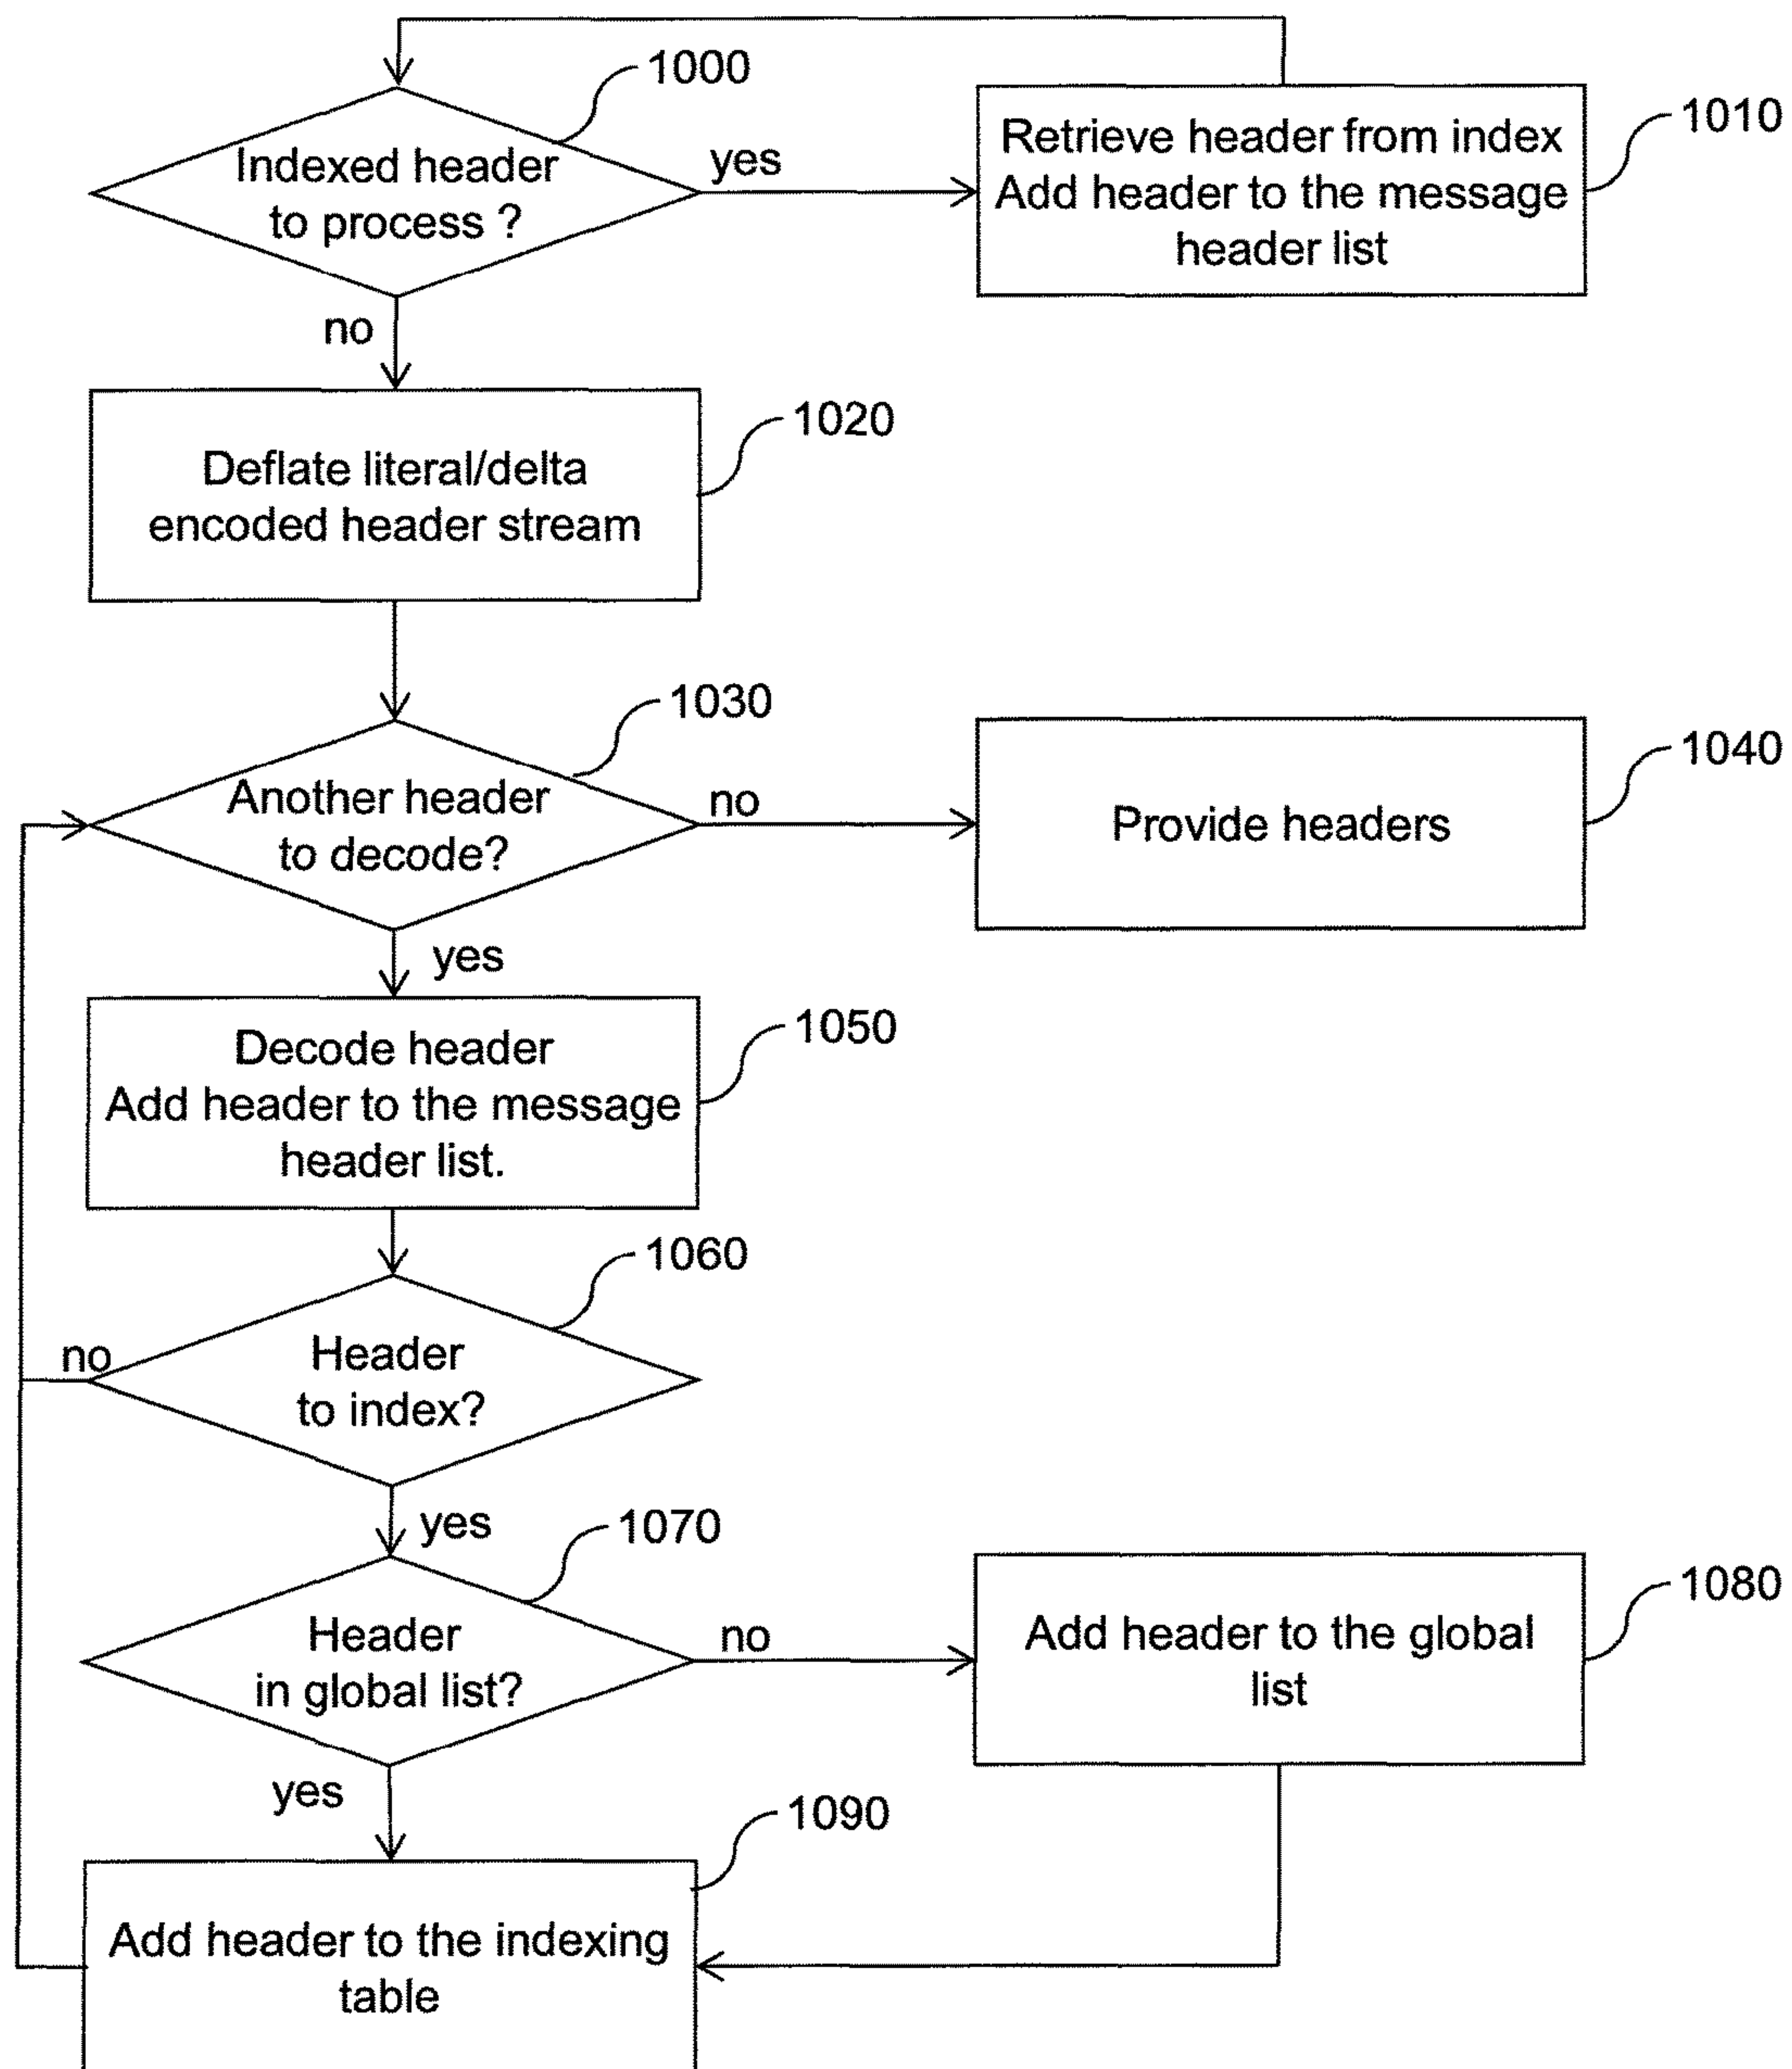 1000
Indexed header
to process ?
yes
Retrieve header from index
Add header to the message
header list
1010
no
Deflate literal/delta
encoded header stream
1020
1030
Another header
to decode?
no
Provide headers
1040
yes
Decode header
Add header to the message
header list.
1050
1060
no
Header
to index?
yes
1070
Header
in global list?
no
Add header to the global
list
1080
yes
1090
Add header to the indexing
table